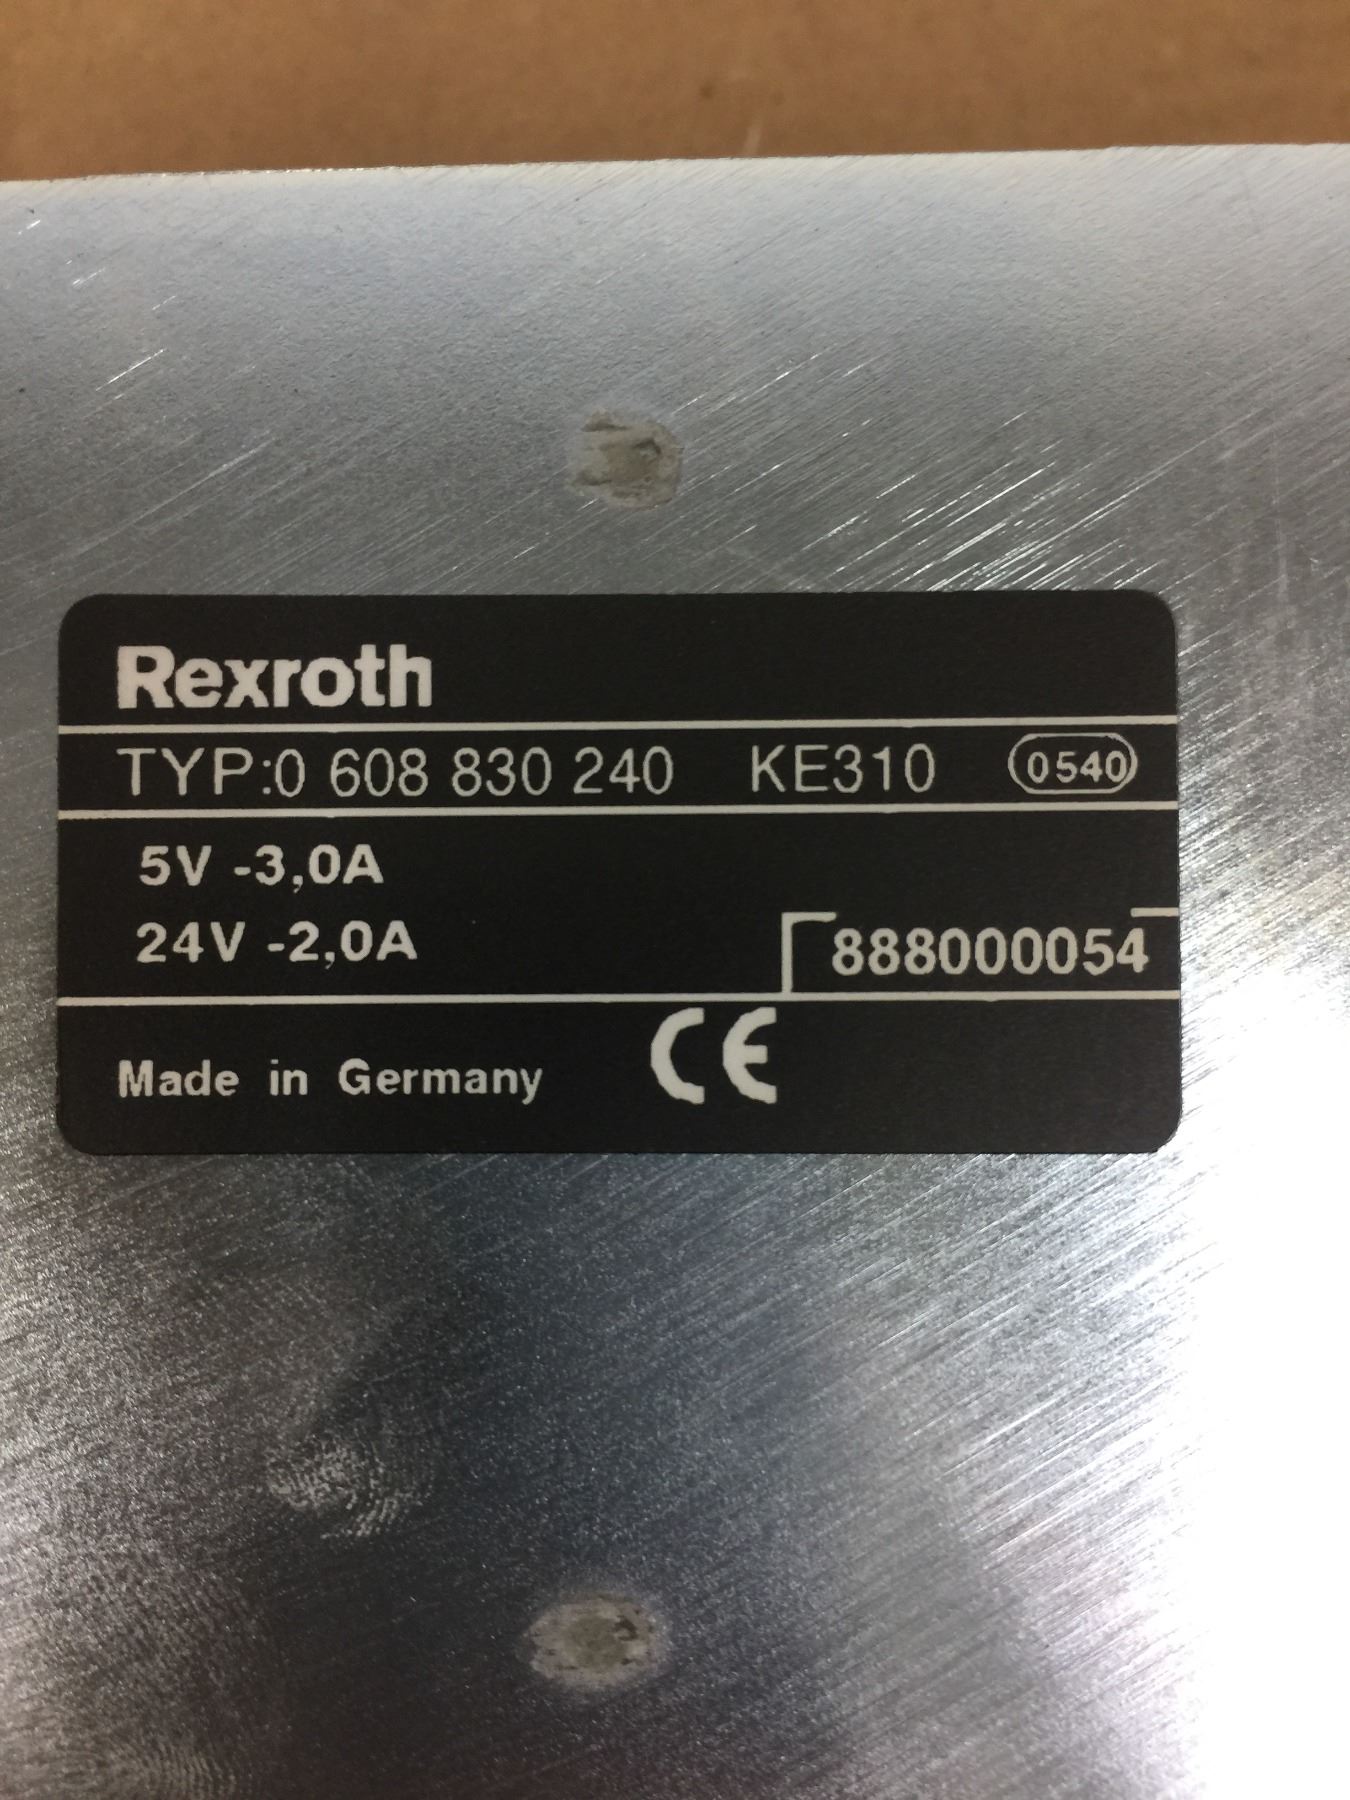 Rexroth
TYP:0 608 830 240 KE310 0540
5V -3,0A
24V -2,0A
888000054
Made in Germany CE